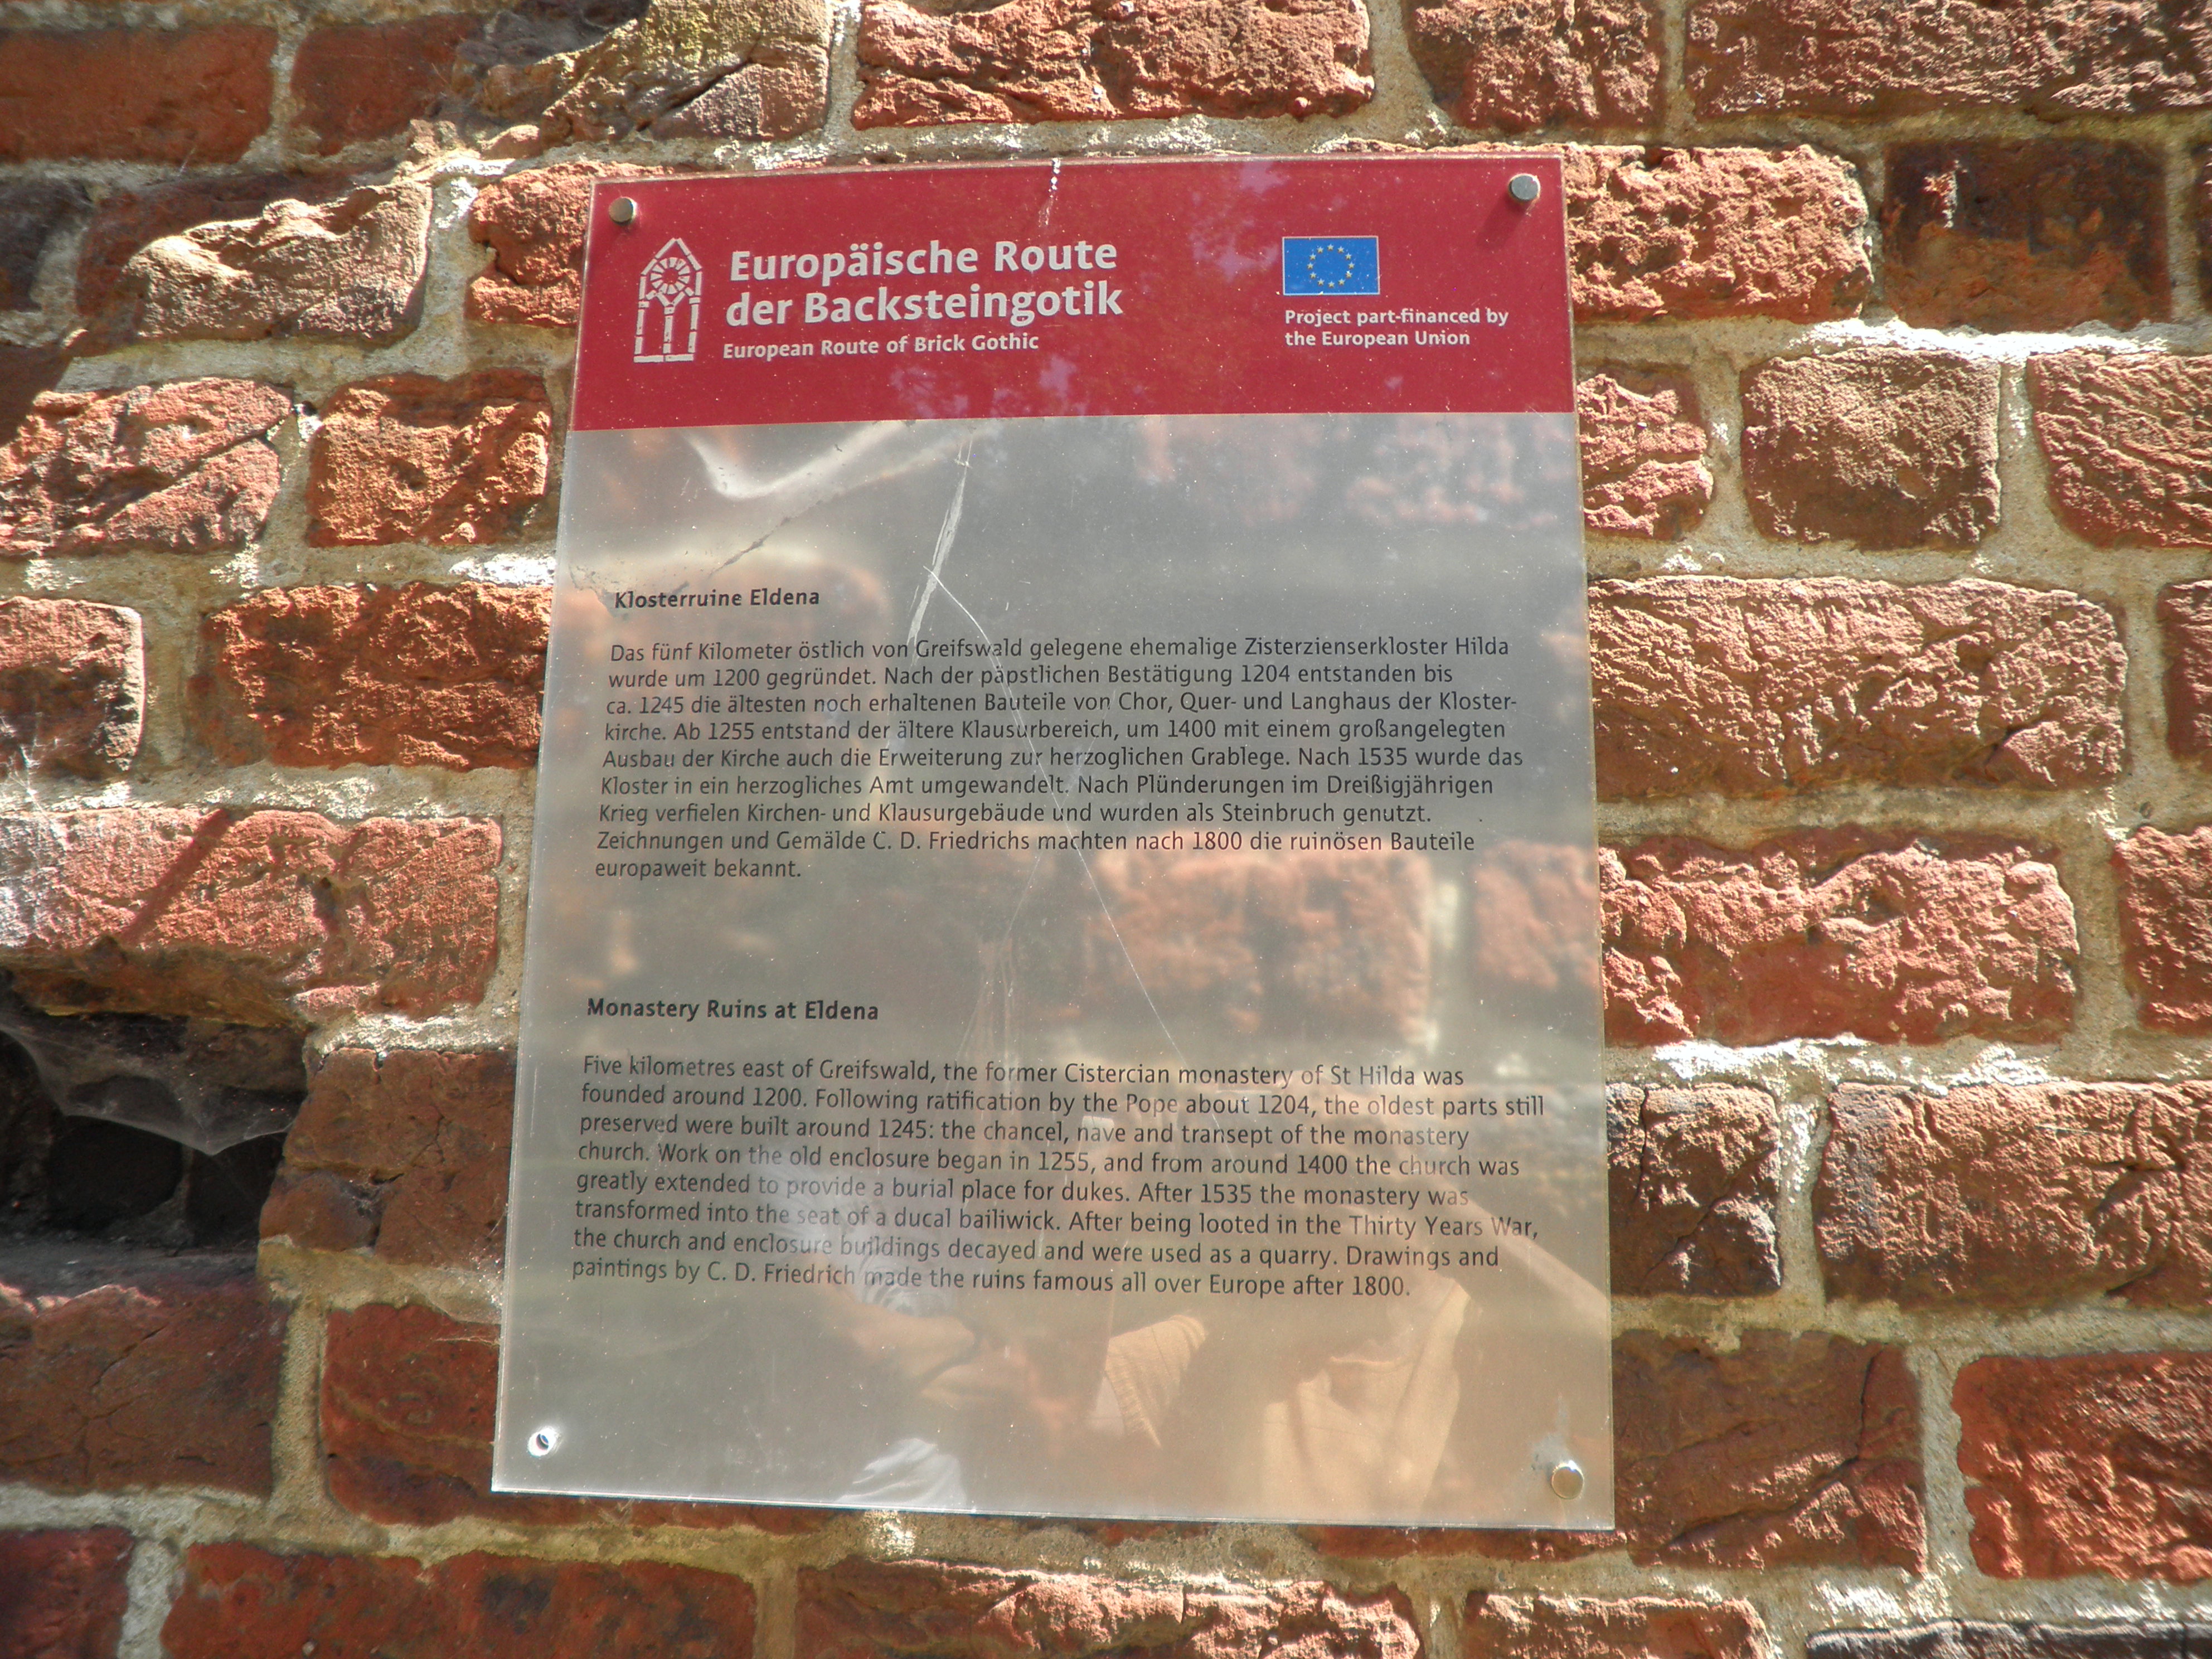 Europäische Route
der Backsteingotik
European Route of Brick Gothic
Project part-financed by
the European Union
Klosterruine Eldena
Das fünf Kilometer östlich von Greifswald gelegene ehemalige Zisterzienserkloster Hilda
wurde um 1200 gegründet. Nach der päpstlichen Bestätigung 1204 entstanden bis
ca. 1245 die ältesten noch erhaltenen Bauteile von Chor, Quer- und Langhaus der Kloster-
kirche. Ab 1255 entstand der ältere Klausurbereich, um 1400 mit einem großangelegten
Ausbau der Kirche auch die Erweiterung zur herzoglichen Grablege. Nach 1535 wurde das
Kloster in ein herzogliches Amt umgewandelt. Nach Plünderungen im Dreißigjährigen
Krieg verfielen Kirchen- und Klausurgebäude und wurden als Steinbruch genutzt.
Zeichnungen und Gemälde C. D. Friedrichs machten nach 1800 die ruinösen Bauteile
europaweit bekannt.
Monastery Ruins at Eldena
Five kilometres east of Greifswald, the former Cistercian monastery of St Hilda was
founded around 1200. Following ratification by the Pope about 1204, the oldest parts still
preserved were built around 1245: the chancel, nave and transept of the monastery
church. Work on the old enclosure began in 1255, and from around 1400 the church was
greatly extended to provide a burial place for dukes. After 1535 the monastery was
transformed into the seat of a ducal bailiwick. After being looted in the Thirty Years War,
the church and enclosure buildings decayed and were used as a quarry. Drawings and
paintings by C. D. Friedrich made the ruins famous all over Europe after 1800.